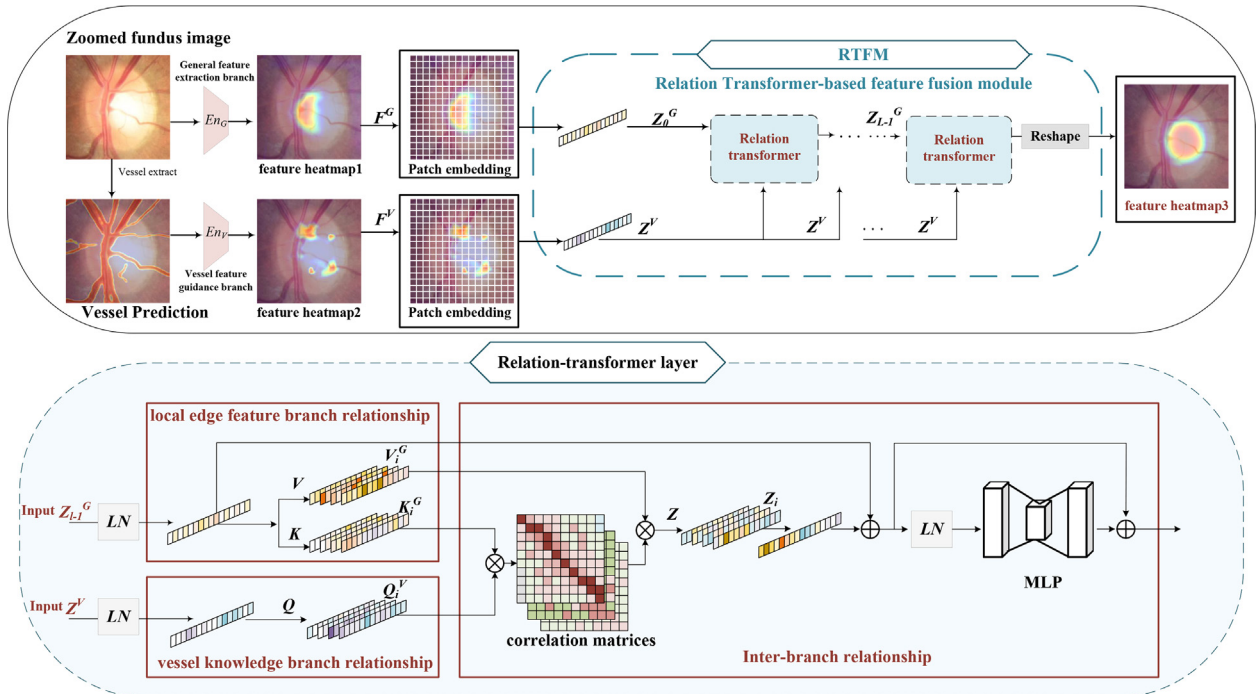 Zoomed fundus image
General feature
extraction branch
En_G
feature heatmap1
F^G
Patch embedding
Vessel extract
Vessel Prediction
En_V
Vessel feature
guidance branch
feature heatmap2
F^V
Patch embedding
RTFM
Relation Transformer-based feature fusion module
Z_0^G
Relation
transformer
. . . . . . .
Z_{L-1}^G
Relation
transformer
Reshape
feature heatmap3
Z^V
Z^V
. . .
Z^V
Relation-transformer layer
local edge feature branch relationship
Input Z_{l-1}^G
LN
V
V_i^G
K
K_i^G
Input Z^V
LN
Q
Q_i^V
vessel knowledge branch relationship
correlation matrices
Z
Z_i
LN
MLP
Inter-branch relationship